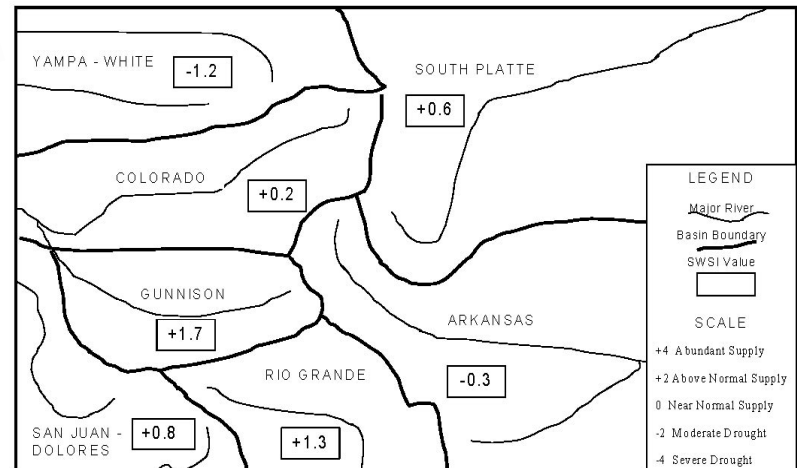 YAMPA - WHITE
-1.2
SOUTH PLATTE
+0.6
COLORADO
+0.2
GUNNISON
+1.7
ARKANSAS
-0.3
RIO GRANDE
+1.3
SAN JUAN -
DOLORES
+0.8
LEGEND
Major River
Basin Boundary
SWSI Value
SCALE
+4 Abundant Supply
+2 Above Normal Supply
0 Near Normal Supply
-2 Moderate Drought
-4 Severe Drought